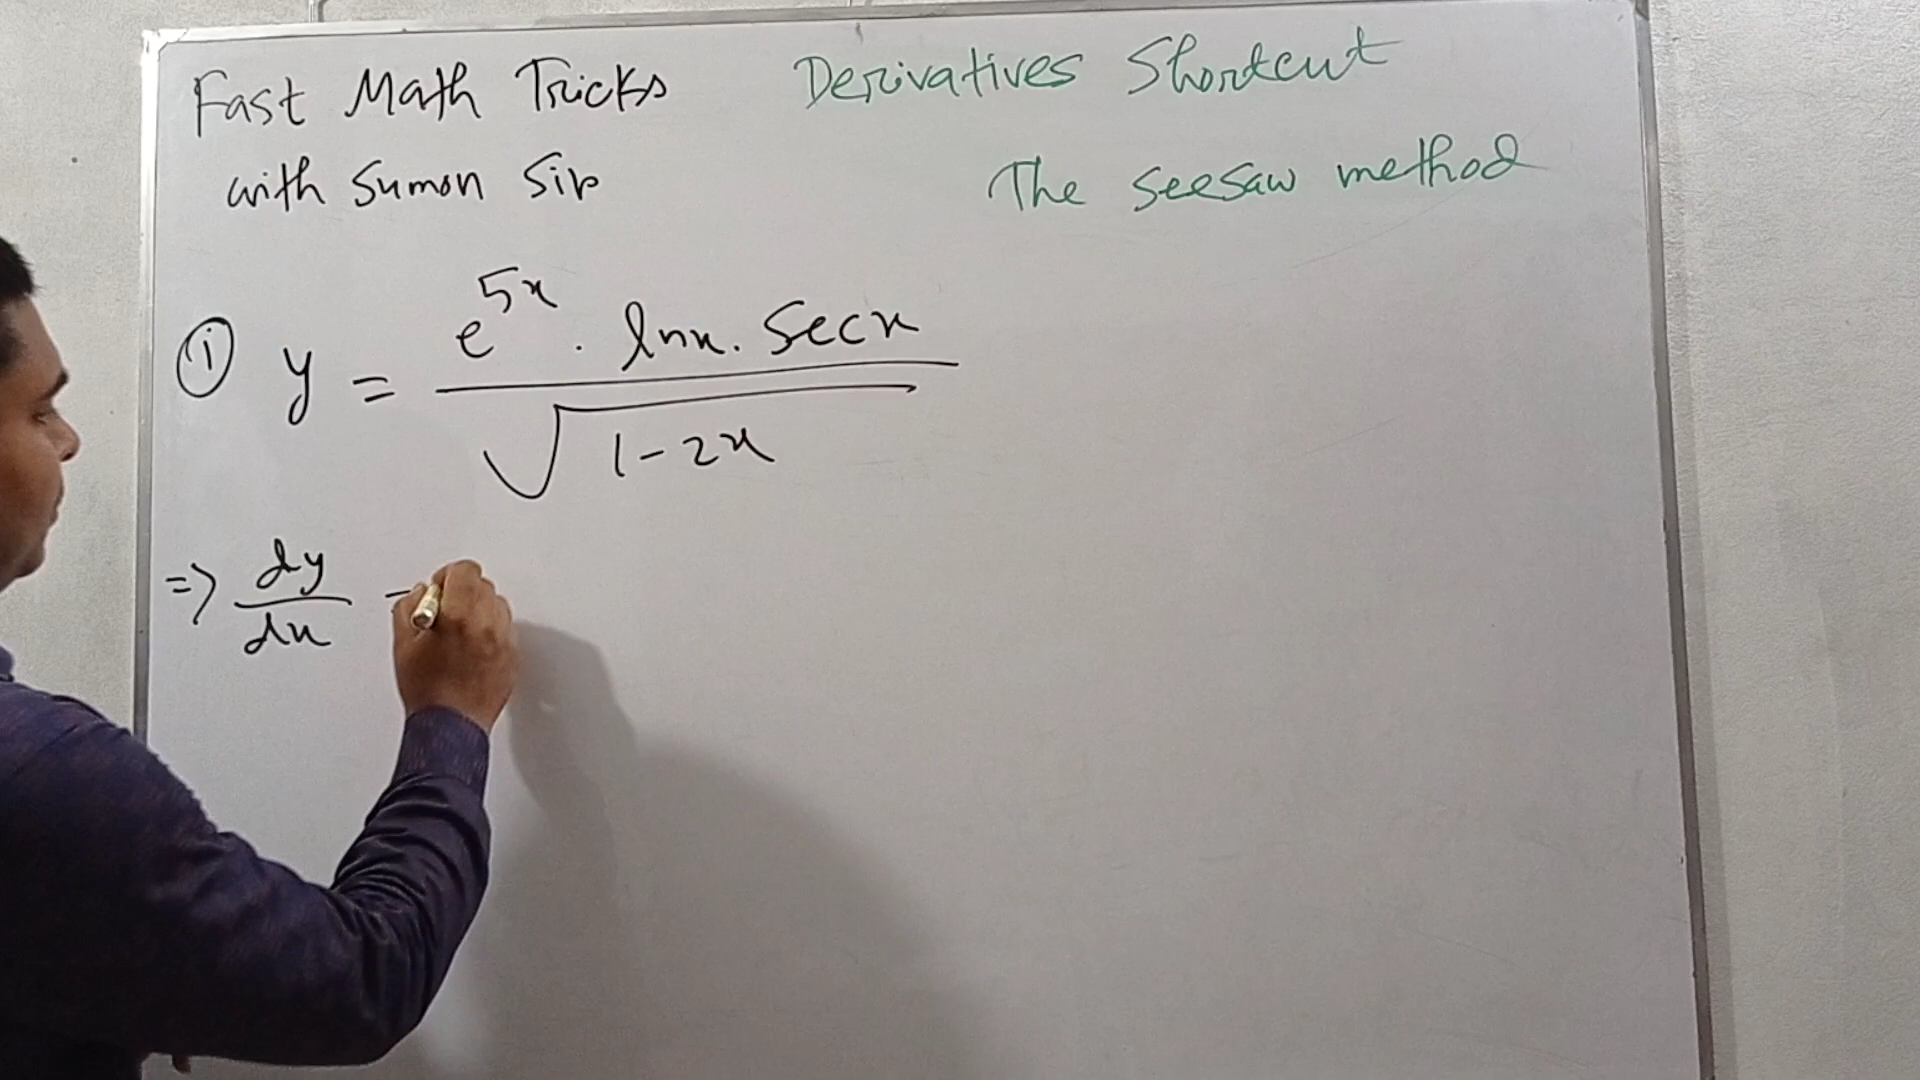 Fast Math Tricks
with Sumon Sir
Derivatives Shortcut
The seesaw method
① y = e^5x . lnx. Secx / √1-2x
=> dy/dx =